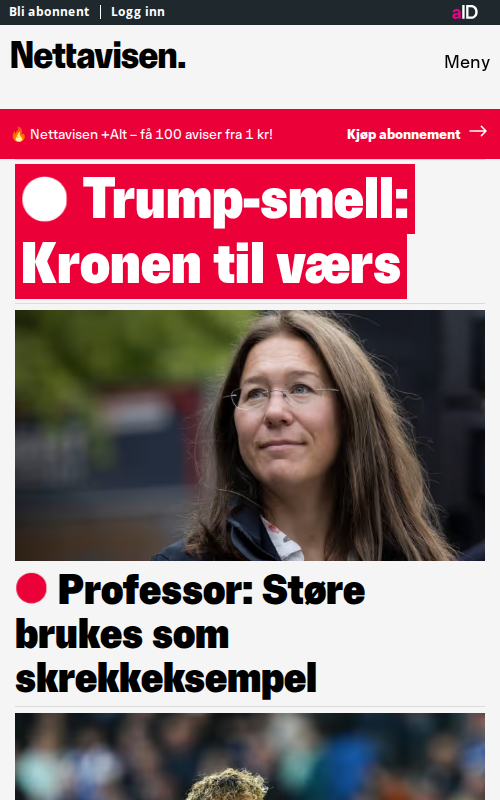 Bli abonnent | Logg inn
aID
Nettavisen.
Meny
🔥 Nettavisen +Alt – få 100 aviser fra 1 kr!
Kjøp abonnement →
Trump-smell:
Kronen til værs
Professor: Støre
brukes som
skrekkeksempel